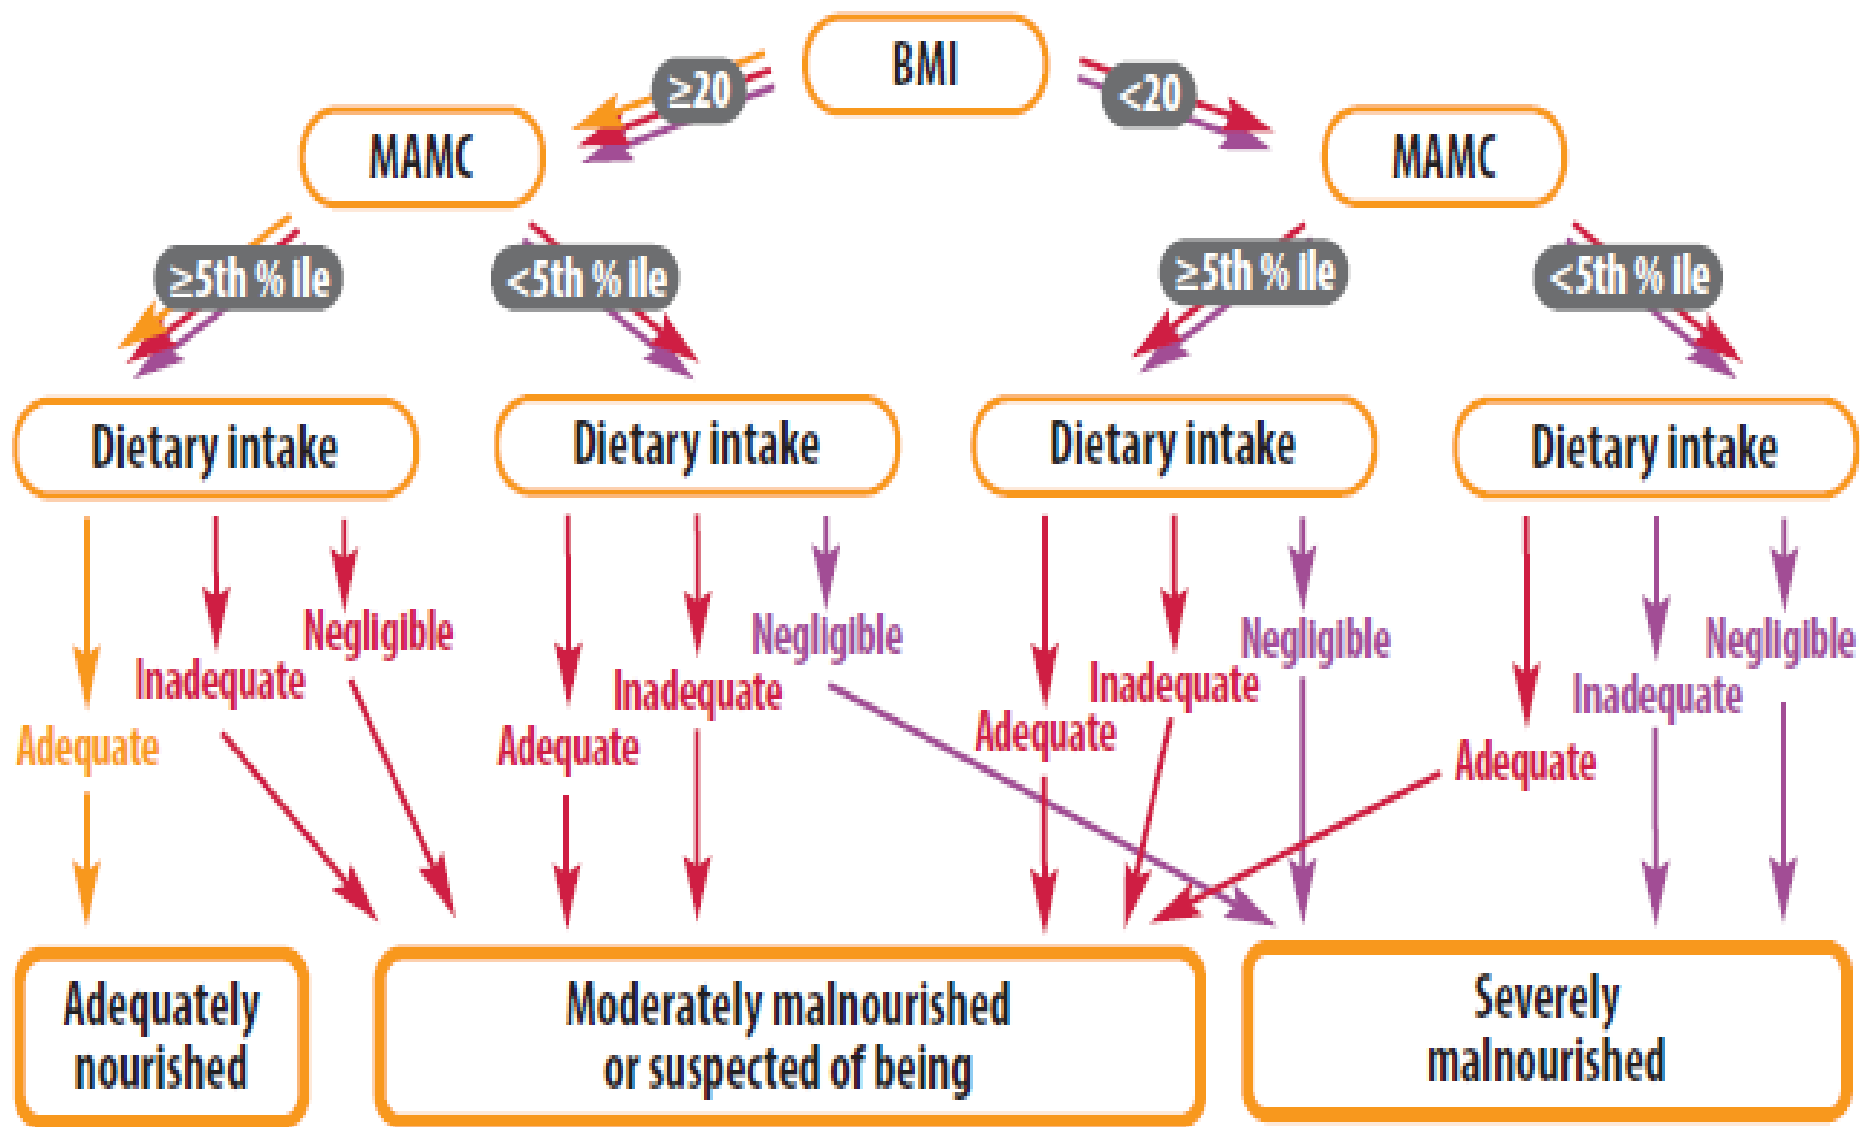 BMI
≥20
<20
MAMC
MAMC
≥5th % ile
<5th % ile
≥5th % ile
<5th % ile
Dietary intake
Dietary intake
Dietary intake
Dietary intake
Negligible
Inadequate
Adequate
Negligible
Inadequate
Adequate
Negligible
Inadequate
Adequate
Negligible
Inadequate
Adequate
Adequately
nourished
Moderately malnourished
or suspected of being
Severely
malnourished